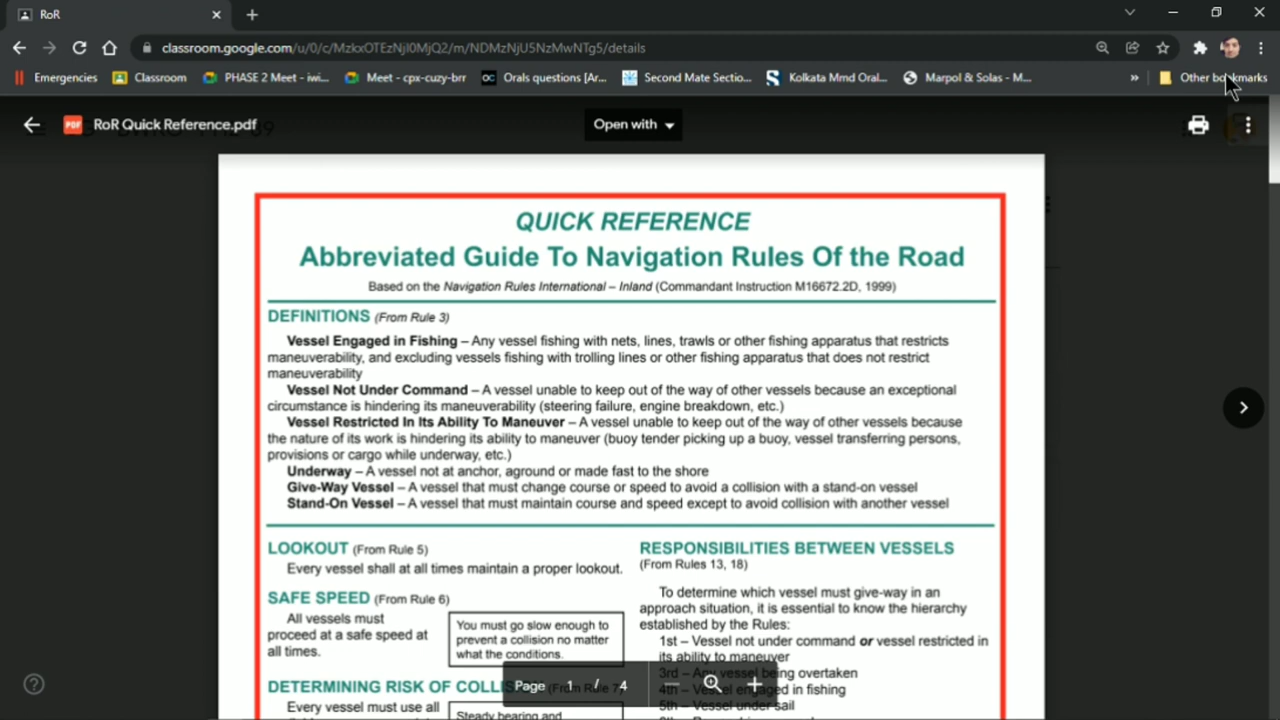 RoR
classroom.google.com/u/0/c/MzkxOTEzNjI0MjQ2/m/NDMzNjU5NzMwNTg5/details
Emergencies Classroom PHASE 2 Meet - iwi... Meet - cpx-cuzy-brr Orals questions [Ar... Second Mate Sectio... Kolkata Mmd Oral... Marpol & Solas - M... » Other bookmarks
RoR Quick Reference.pdf Open with
QUICK REFERENCE
Abbreviated Guide To Navigation Rules Of the Road
Based on the Navigation Rules International – Inland (Commandant Instruction M16672.2D, 1999)
DEFINITIONS (From Rule 3)
Vessel Engaged in Fishing – Any vessel fishing with nets, lines, trawls or other fishing apparatus that restricts
maneuverability, and excluding vessels fishing with trolling lines or other fishing apparatus that does not restrict
maneuverability
Vessel Not Under Command – A vessel unable to keep out of the way of other vessels because an exceptional
circumstance is hindering its maneuverability (steering failure, engine breakdown, etc.)
Vessel Restricted In Its Ability To Maneuver – A vessel unable to keep out of the way of other vessels because
the nature of its work is hindering its ability to maneuver (buoy tender picking up a buoy, vessel transferring persons,
provisions or cargo while underway, etc.)
Underway – A vessel not at anchor, aground or made fast to the shore
Give-Way Vessel – A vessel that must change course or speed to avoid a collision with a stand-on vessel
Stand-On Vessel – A vessel that must maintain course and speed except to avoid collision with another vessel
LOOKOUT (From Rule 5)
Every vessel shall at all times maintain a proper lookout.
SAFE SPEED (From Rule 6)
All vessels must
proceed at a safe speed at
all times.
You must go slow enough to
prevent a collision no matter
what the conditions.
DETERMINING RISK OF COLLISION (From Rule 7)
Every vessel must use all
Steady bearing and
RESPONSIBILITIES BETWEEN VESSELS
(From Rules 13, 18)
To determine which vessel must give-way in an
approach situation, it is essential to know the hierarchy
established by the Rules:
1st – Vessel not under command or vessel restricted in
its ability to maneuver
3rd – Any vessel being overtaken
4th – Vessel engaged in fishing
5th – Vessel under sail
Page 1 / 4